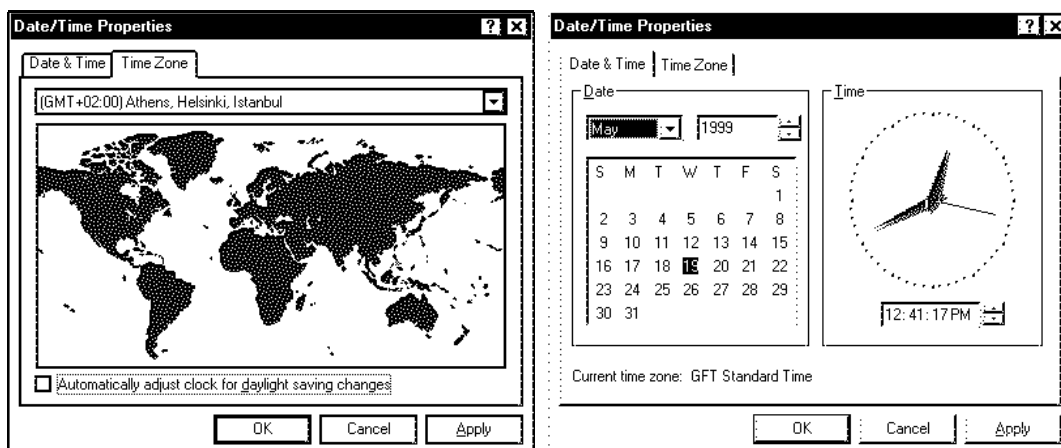 Date/Time Properties
Date & Time
Time Zone
(GMT+02:00) Athens, Helsinki, Istanbul
Automatically adjust clock for daylight saving changes
OK
Cancel
Apply
Date/Time Properties
Date & Time
Time Zone
Date
May
1999
S M T W T F S
1
2 3 4 5 6 7 8
9 10 11 12 13 14 15
16 17 18 19 20 21 22
23 24 25 26 27 28 29
30 31
Time
12:41:17 PM
Current time zone: GFT Standard Time
OK
Cancel
Apply